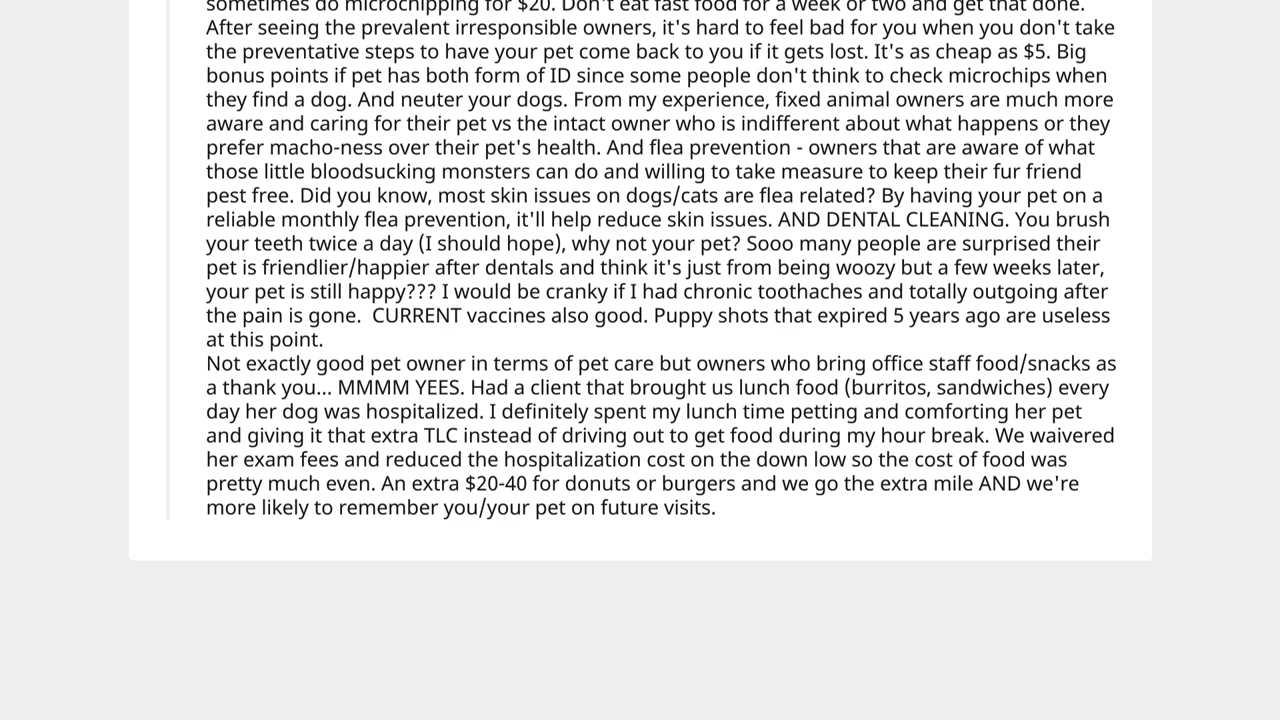 sometimes do microchipping for $20. Don't eat fast food for a week or two and get that done.
After seeing the prevalent irresponsible owners, it's hard to feel bad for you when you don't take
the preventative steps to have your pet come back to you if it gets lost. It's as cheap as $5. Big
bonus points if pet has both form of ID since some people don't think to check microchips when
they find a dog. And neuter your dogs. From my experience, fixed animal owners are much more
aware and caring for their pet vs the intact owner who is indifferent about what happens or they
prefer macho-ness over their pet's health. And flea prevention - owners that are aware of what
those little bloodsucking monsters can do and willing to take measure to keep their fur friend
pest free. Did you know, most skin issues on dogs/cats are flea related? By having your pet on a
reliable monthly flea prevention, it'll help reduce skin issues. AND DENTAL CLEANING. You brush
your teeth twice a day (I should hope), why not your pet? Sooo many people are surprised their
pet is friendlier/happier after dentals and think it's just from being woozy but a few weeks later,
your pet is still happy??? I would be cranky if I had chronic toothaches and totally outgoing after
the pain is gone.  CURRENT vaccines also good. Puppy shots that expired 5 years ago are useless
at this point.
Not exactly good pet owner in terms of pet care but owners who bring office staff food/snacks as
a thank you... MMMM YEES. Had a client that brought us lunch food (burritos, sandwiches) every
day her dog was hospitalized. I definitely spent my lunch time petting and comforting her pet
and giving it that extra TLC instead of driving out to get food during my hour break. We waivered
her exam fees and reduced the hospitalization cost on the down low so the cost of food was
pretty much even. An extra $20-40 for donuts or burgers and we go the extra mile AND we're
more likely to remember you/your pet on future visits.